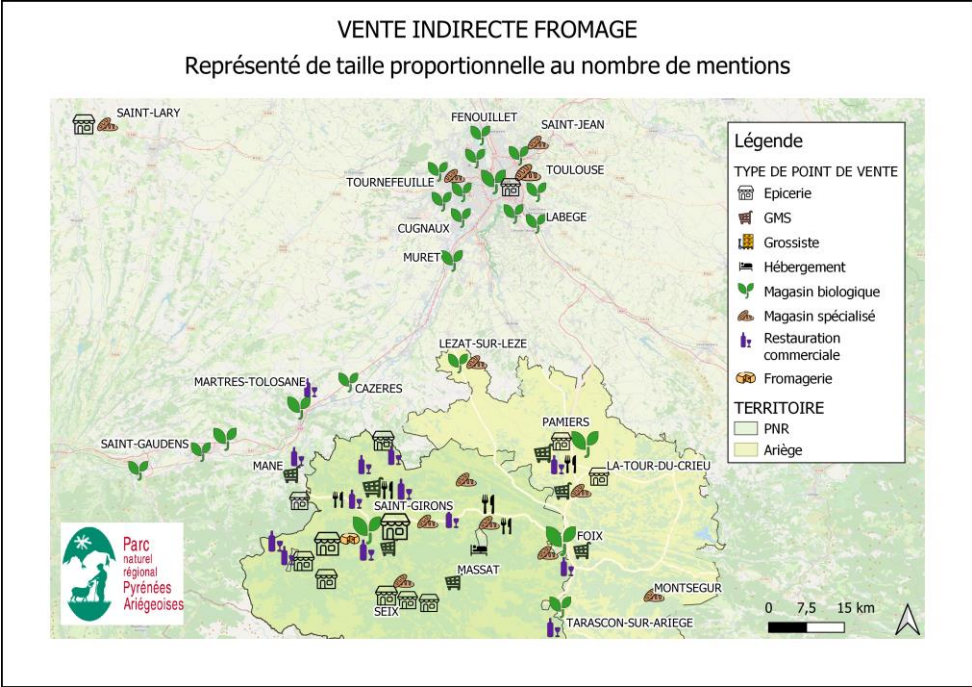 VENTE INDIRECTE FROMAGE
Représenté de taille proportionnelle au nombre de mentions
SAINT-LARY
FENOUILLET
SAINT-JEAN
TOULOUSE
TOURNEFEUILLE
LABEGE
CUGNAUX
MURET
LEZAT-SUR-LEZE
MARTRES-TOLOSANE
CAZERES
PAMIERS
SAINT-GAUDENS
MANE
LA-TOUR-DU-CRIEU
SAINT-GIRONS
FOIX
MASSAT
MONTSEGUR
SEIX
TARASCON-SUR-ARIEGE
Légende
TYPE DE POINT DE VENTE
Epicerie
GMS
Grossiste
Hébergement
Magasin biologique
Magasin spécialisé
Restauration
commerciale
Fromagerie
TERRITOIRE
PNR
Ariège
Parc
naturel
régional
Pyrénées
Ariégeoises
0 7,5 15 km